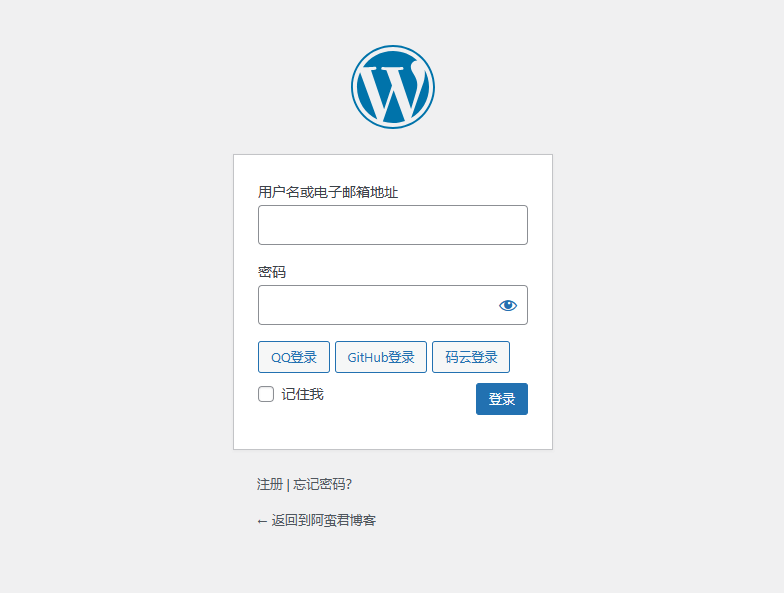 用户名或电子邮箱地址
密码
QQ登录 GitHub登录 码云登录
记住我 登录
注册 | 忘记密码?
← 返回到阿蛮君博客